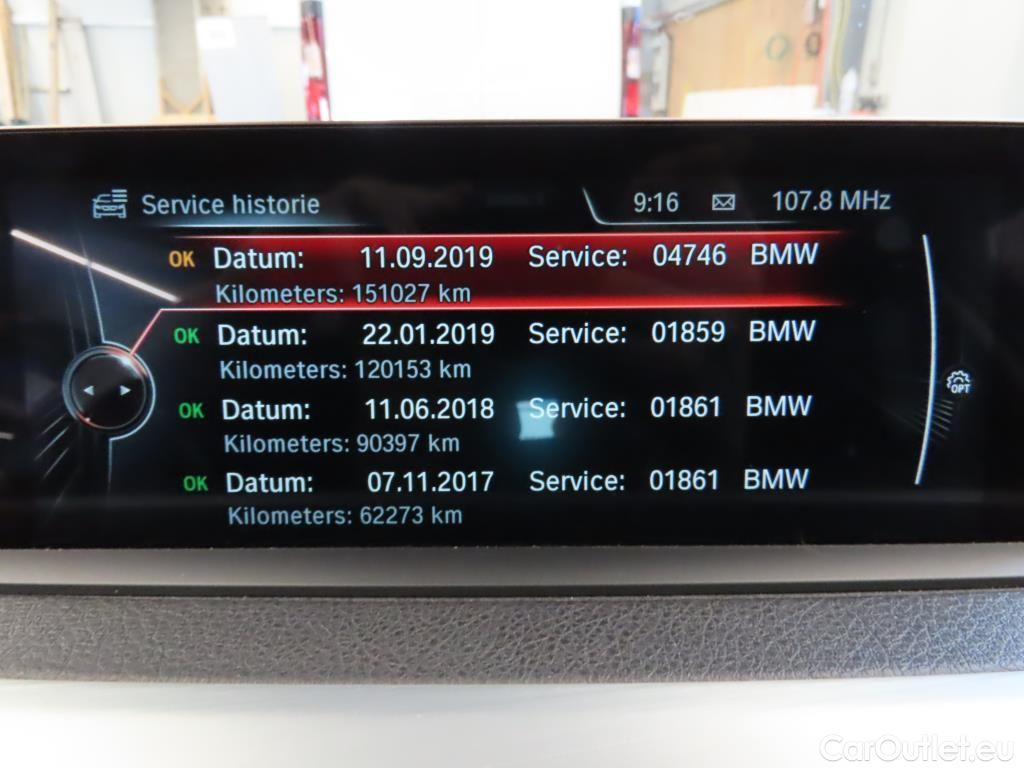 Service historie 9:16 107.8 MHz
OK Datum: 11.09.2019 Service: 04746 BMW
Kilometers: 151027 km
OK Datum: 22.01.2019 Service: 01859 BMW
Kilometers: 120153 km
OK Datum: 11.06.2018 Service: 01861 BMW
Kilometers: 90397 km
OK Datum: 07.11.2017 Service: 01861 BMW
Kilometers: 62273 km
OPT
CarOutlet.eu